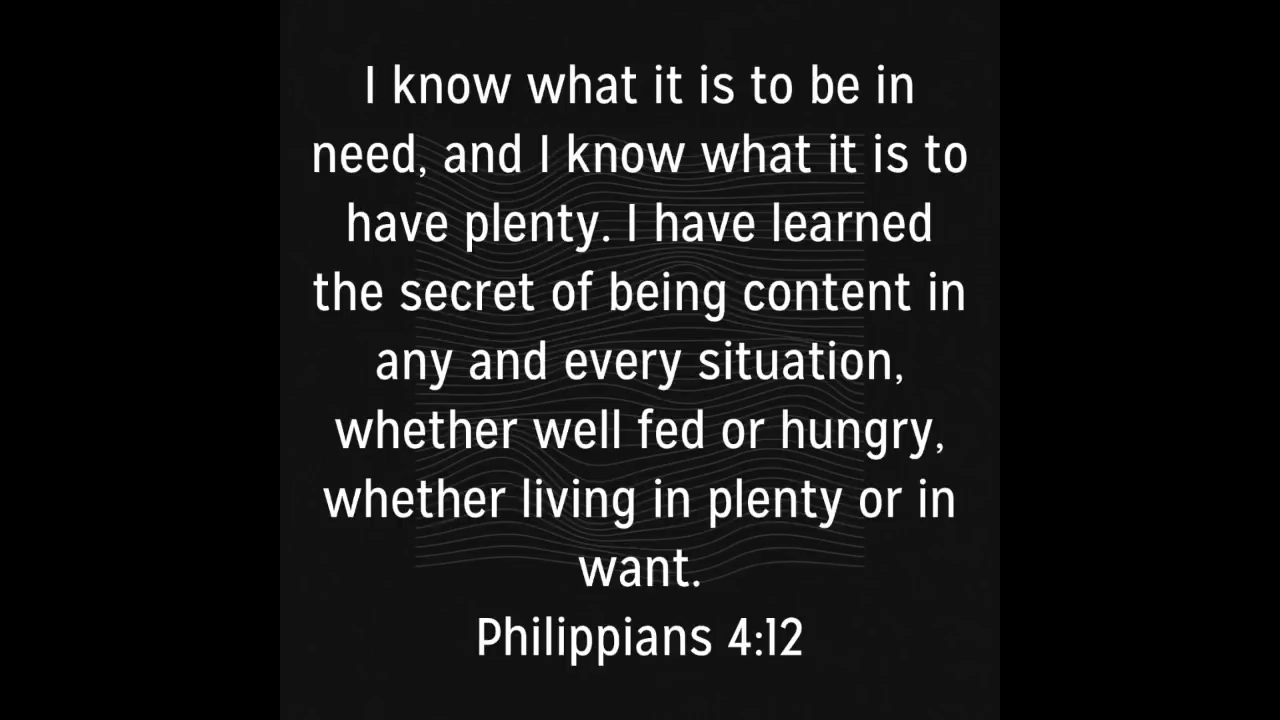 I know what it is to be in
need, and I know what it is to
have plenty. I have learned
the secret of being content in
any and every situation,
whether well fed or hungry,
whether living in plenty or in
want.
Philippians 4:12